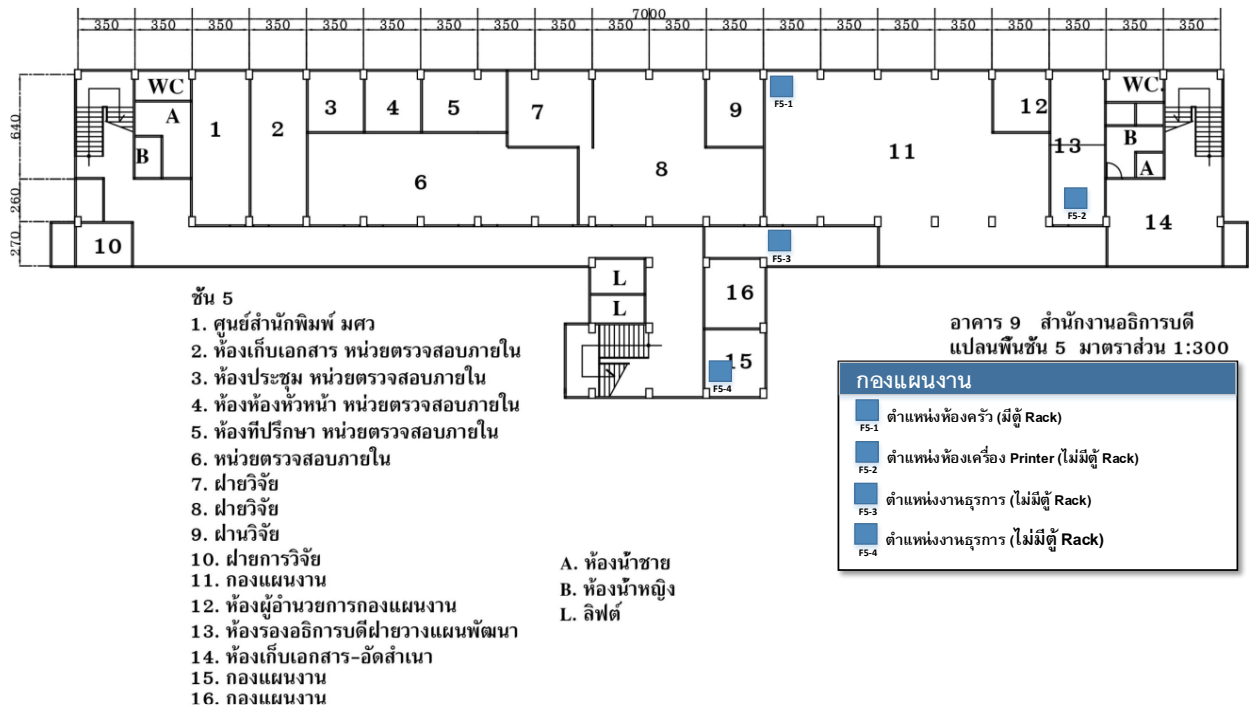 7000
350 350 350 350 350 350 350 350 350 350 350 350 350 350 350 350 350 350 350 350
640
260
270
WC
A
B
1
2
3
4
5
6
7
8
9
F5-1
11
12
13
F5-2
WC.
B
A
14
10
F5-3
L
L
16
15
F5-4
ชั้น 5
1. ศูนย์สำนักพิมพ์ มศว
2. ห้องเก็บเอกสาร หน่วยตรวจสอบภายใน
3. ห้องประชุม หน่วยตรวจสอบภายใน
4. ห้องห้องหัวหน้า หน่วยตรวจสอบภายใน
5. ห้องที่ปรึกษา หน่วยตรวจสอบภายใน
6. หน่วยตรวจสอบภายใน
7. ฝ่ายวิจัย
8. ฝ่ายวิจัย
9. ฝ่านวิจัย
10. ฝ่ายการวิจัย
11. กองแผนงาน
12. ห้องผู้อำนวยการกองแผนงาน
13. ห้องรองอธิการบดีฝ่ายวางแผนพัฒนา
14. ห้องเก็บเอกสาร-อัดสำเนา
15. กองแผนงาน
16. กองแผนงาน
A. ห้องน้ำชาย
B. ห้องน้ำหญิง
L. ลิฟต์
อาคาร 9 สำนักงานอธิการบดี
แปลนพื้นชั้น 5 มาตราส่วน 1:300
กองแผนงาน
F5-1 ตำแหน่งห้องครัว (มีตู้ Rack)
F5-2 ตำแหน่งห้องเครื่อง Printer (ไม่มีตู้ Rack)
F5-3 ตำแหน่งงานธุรการ (ไม่มีตู้ Rack)
F5-4 ตำแหน่งงานธุรการ (ไม่มีตู้ Rack)